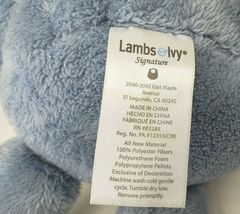 Lambs & Ivy®
Signature
2040-2042 East Maple
Avenue
El Segundo, CA 90245
MADE IN CHINA
HECHO EN CHINA
FABRIQUÉ EN CHINE
RN #83285
Reg. No. PA #12355(CN)
All New Material
100% Polyester Fibers
Polyurethane Foam
Polypropylene Pellets
Exclusive of Decoration
Machine wash cold gentle
cycle. Tumble dry low.
Remove promptly.